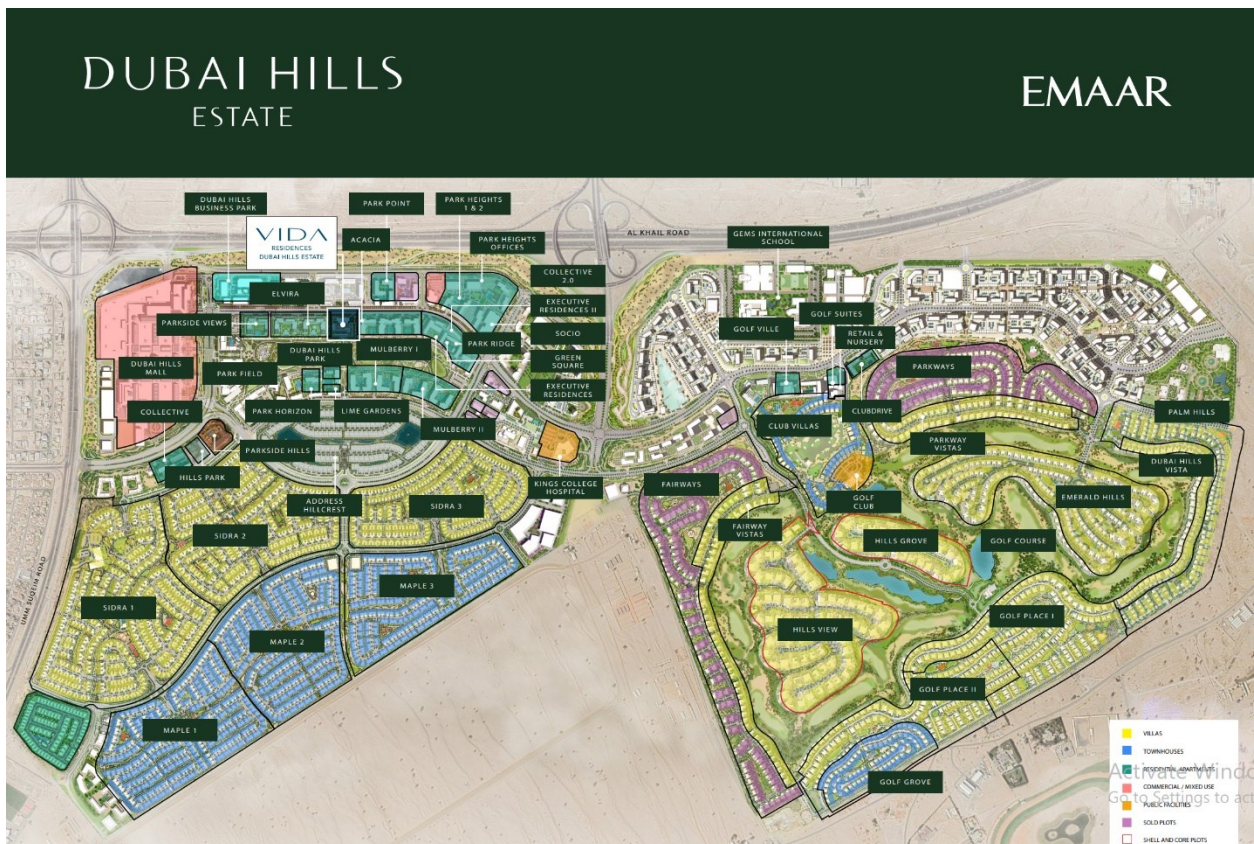 DUBAI HILLS
ESTATE
EMAAR
DUBAI HILLS
BUSINESS PARK
PARK POINT
PARK HEIGHTS
1 & 2
VIDA
RESIDENCES
DUBAI HILLS ESTATE
ACACIA
PARK HEIGHTS
OFFICES
AL KHAIL ROAD
GEMS INTERNATIONAL
SCHOOL
COLLECTIVE
2.0
ELVIRA
EXECUTIVE
RESIDENCES II
GOLF SUITES
PARKSIDE VIEWS
GOLF VILLE
SOCIO
RETAIL &
NURSERY
DUBAI HILLS
PARK
MULBERRY I
PARK RIDGE
DUBAI HILLS
MALL
PARK FIELD
GREEN
SQUARE
PARKWAYS
EXECUTIVE
RESIDENCES
COLLECTIVE
PARK HORIZON
LIME GARDENS
CLUBDRIVE
PALM HILLS
MULBERRY II
CLUB VILLAS
PARKWAY
VISTAS
PARKSIDE HILLS
DUBAI HILLS
VISTA
HILLS PARK
KINGS COLLEGE
HOSPITAL
FAIRWAYS
EMERALD HILLS
ADDRESS
HILLCREST
SIDRA 3
GOLF
CLUB
SIDRA 2
FAIRWAY
VISTAS
HILLS GROVE
GOLF COURSE
UMM SUQEIM ROAD
MAPLE 3
SIDRA 1
GOLF PLACE I
MAPLE 2
HILLS VIEW
GOLF PLACE II
MAPLE 1
GOLF GROVE
VILLAS
TOWNHOUSES
RESIDENTIAL APARTMENTS
COMMERCIAL / MIXED USE
PUBLIC FACILITIES
SOLD PLOTS
SHELL AND CORE PLOTS
Activate Windo
Go to Settings to act